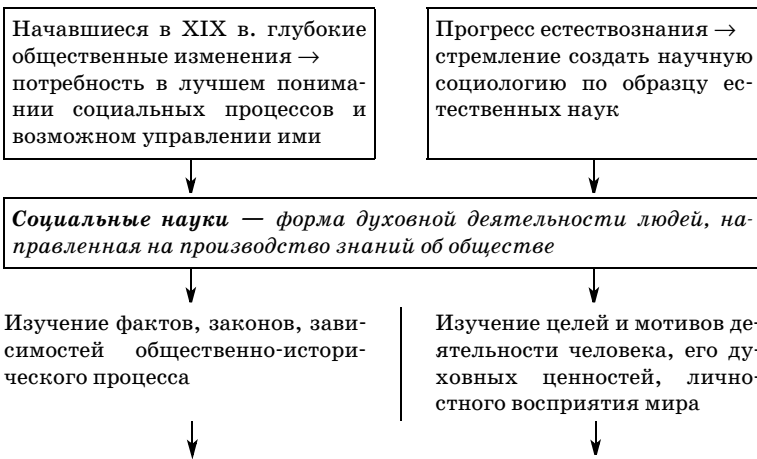 Начавшиеся в XIX в. глубокие
общественные изменения →
потребность в лучшем понима-
нии социальных процессов и
возможном управлении ими
Прогресс естествознания →
стремление создать научную
социологию по образцу ес-
тественных наук
Социальные науки — форма духовной деятельности людей, на-
правленная на производство знаний об обществе
Изучение фактов, законов, зави-
симостей общественно-истори-
ческого процесса
Изучение целей и мотивов де-
ятельности человека, его ду-
ховных ценностей, лично-
стного восприятия мира